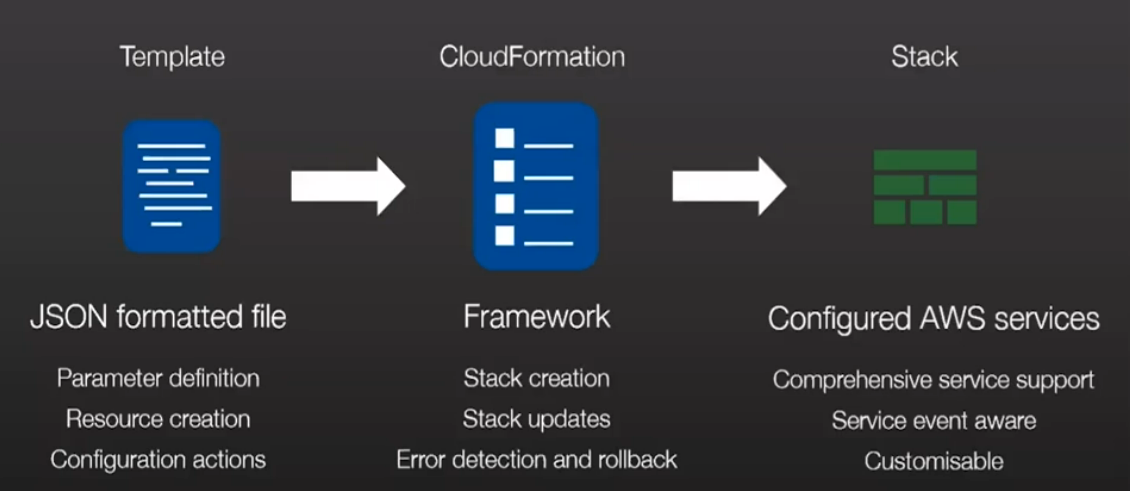 Template
CloudFormation
Stack
JSON formatted file
Framework
Configured AWS services
Parameter definition
Stack creation
Comprehensive service support
Resource creation
Stack updates
Service event aware
Configuration actions
Error detection and rollback
Customisable